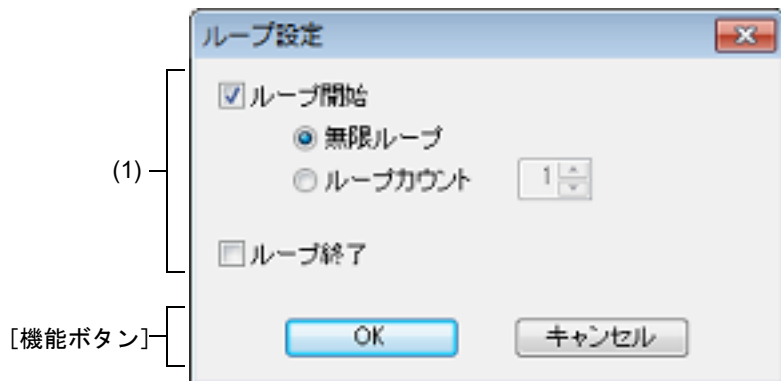 ループ設定
ループ開始
無限ループ
(1)
ループカウント 1
ループ終了
[機能ボタン]
OK キャンセル